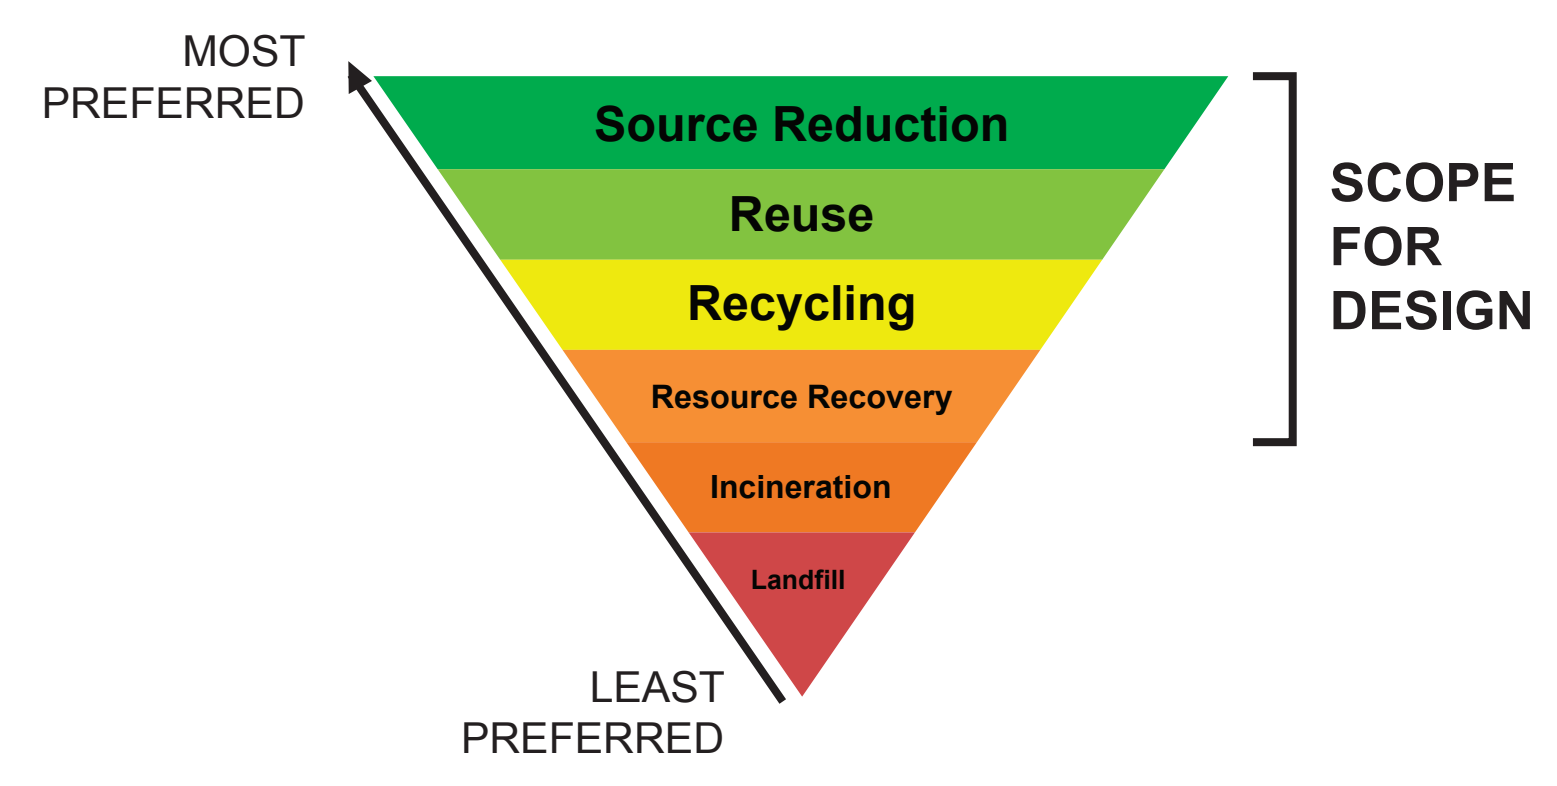 MOST
PREFERRED
Source Reduction
Reuse
Recycling
Resource Recovery
Incineration
Landfill
LEAST
PREFERRED
SCOPE
FOR
DESIGN